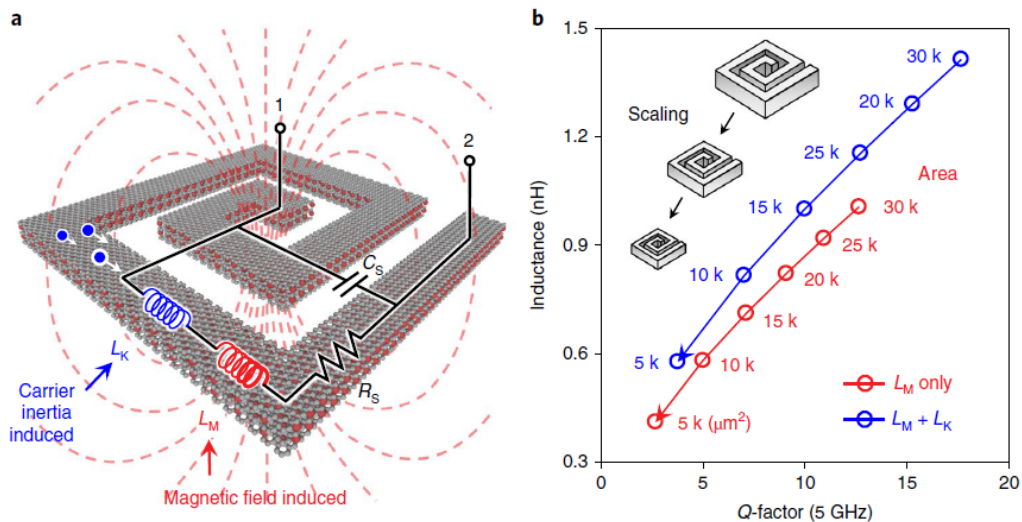 a
1
2
C_S
L_K
R_S
Carrier
inertia
induced
L_M
Magnetic field induced
b
1.5
1.2
0.9
0.6
0.3
Inductance (nH)
Scaling
30 k
20 k
25 k
15 k
10 k
5 k
Area
30 k
25 k
20 k
15 k
10 k
5 k (μm²)
L_M only
L_M + L_K
0
5
10
15
20
Q-factor (5 GHz)